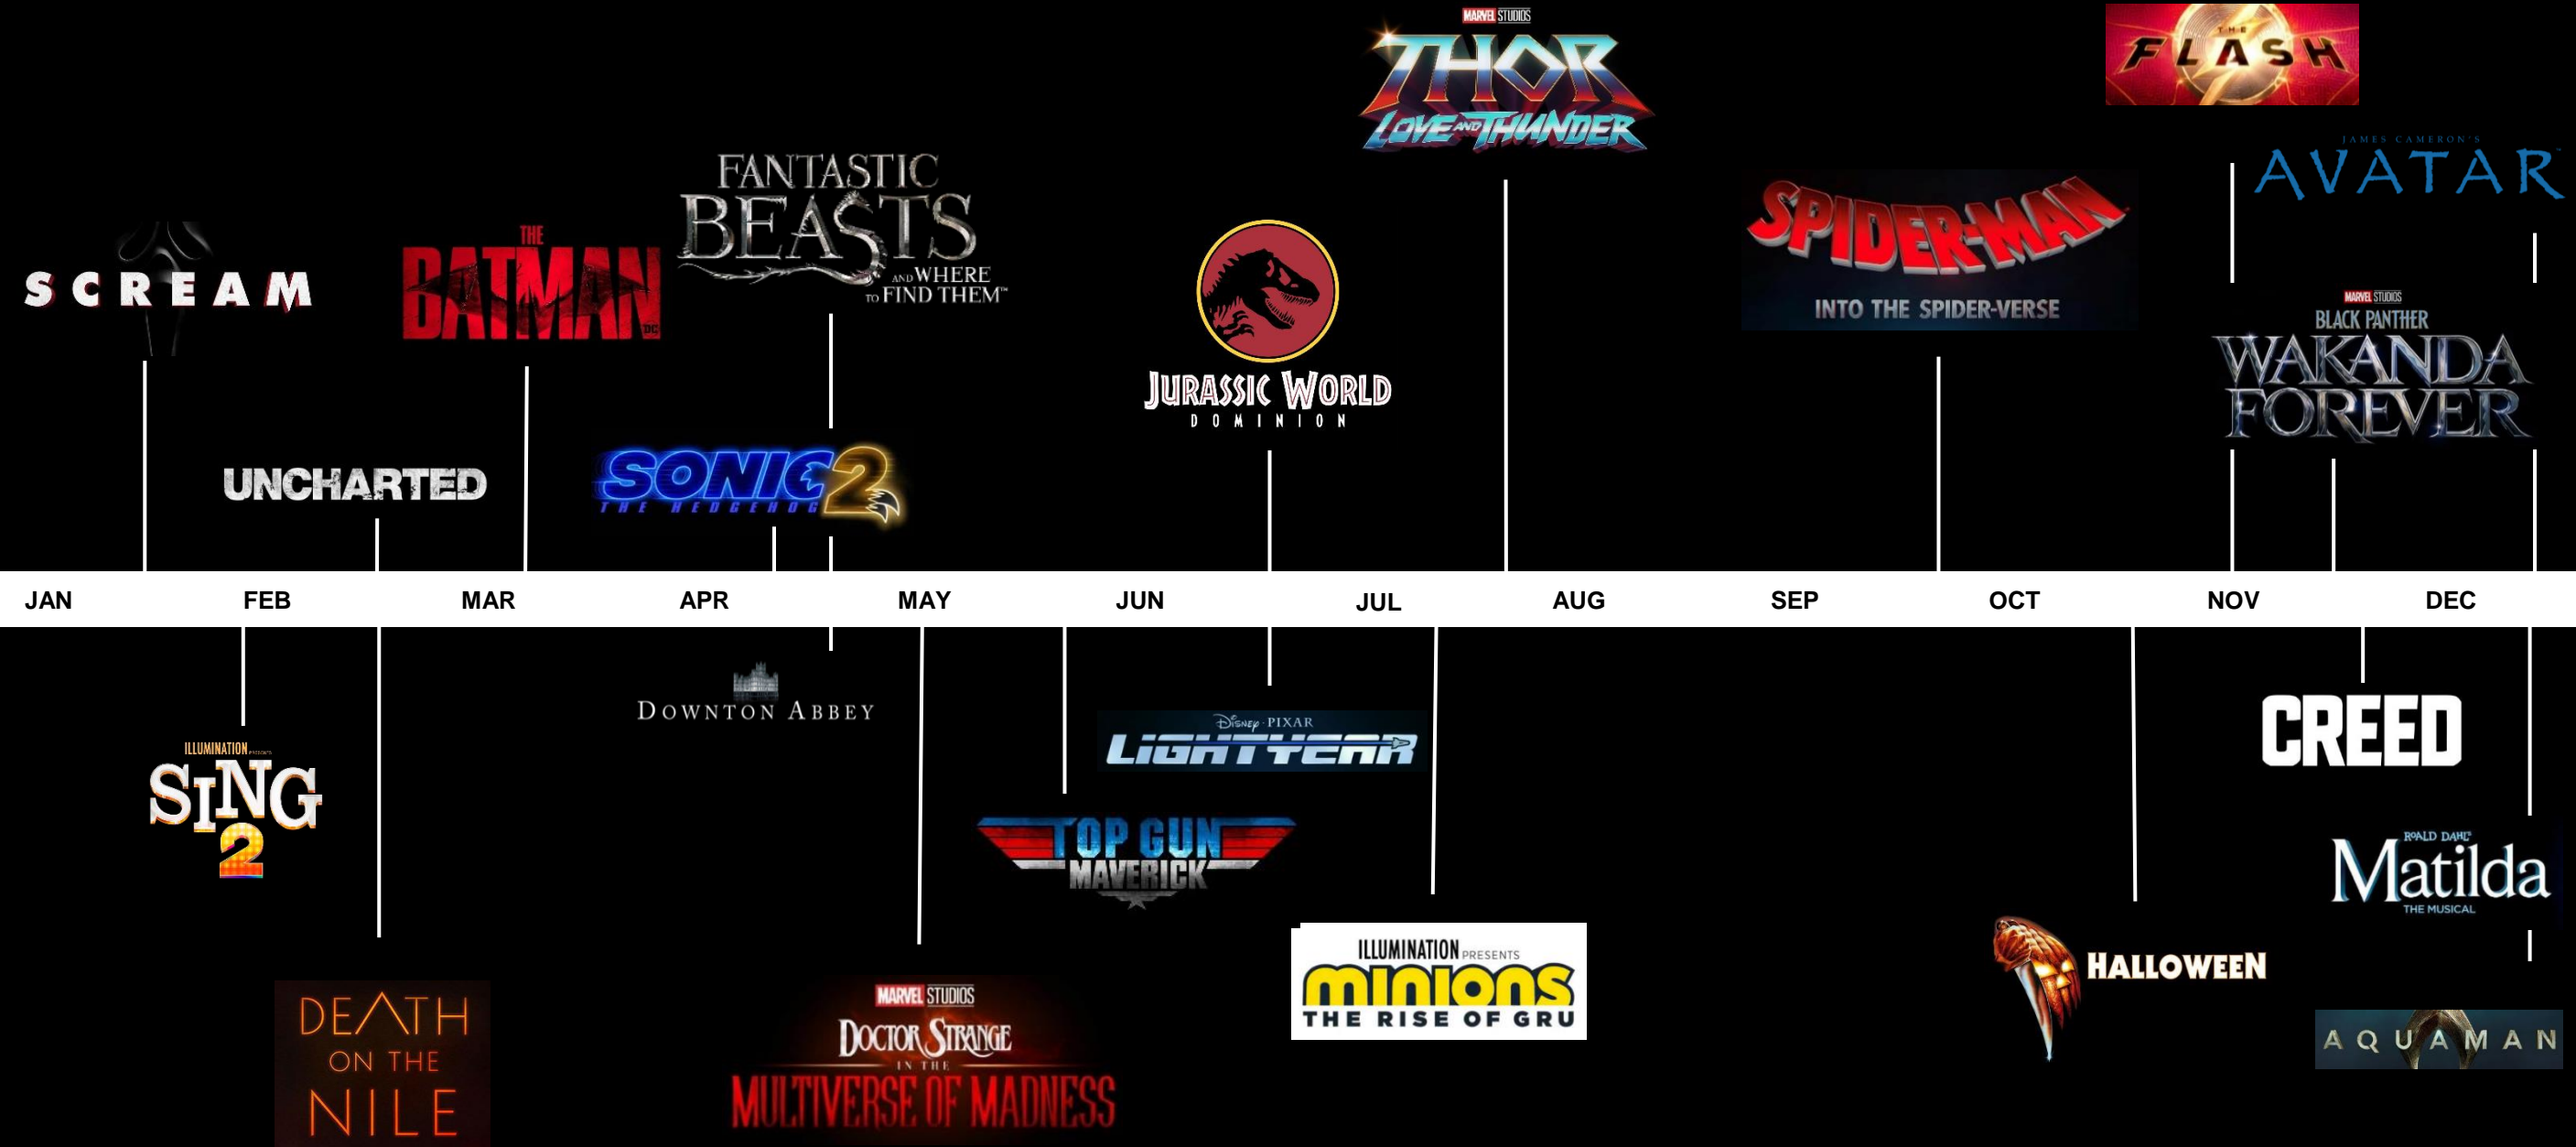 MARVEL STUDIOS
THOR
LOVE AND THUNDER
THE
FLASH
JAMES CAMERON'S
AVATAR
FANTASTIC
BEASTS
AND WHERE
TO FIND THEM™
SPIDER-MAN
INTO THE SPIDER-VERSE
SCREAM
THE
BATMAN
DC
JURASSIC WORLD
DOMINION
MARVEL STUDIOS
BLACK PANTHER
WAKANDA
FOREVER
UNCHARTED
SONIC 2
THE HEDGEHOG
JAN FEB MAR APR MAY JUN JUL AUG SEP OCT NOV DEC
DOWNTON ABBEY
ILLUMINATION
SING
2
DISNEY · PIXAR
LIGHTYEAR
CREED
TOP GUN
MAVERICK
ROALD DAHL'S
Matilda
THE MUSICAL
DEATH
ON THE
NILE
MARVEL STUDIOS
DOCTOR STRANGE
IN THE
MULTIVERSE OF MADNESS
ILLUMINATION PRESENTS
minions
THE RISE OF GRU
HALLOWEEN
AQUAMAN